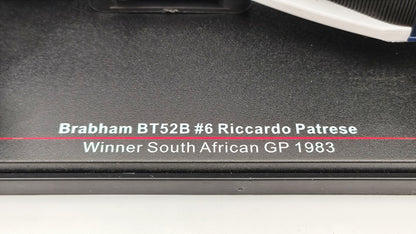 Brabham BT52B #6 Riccardo Patrese
Winner South African GP 1983